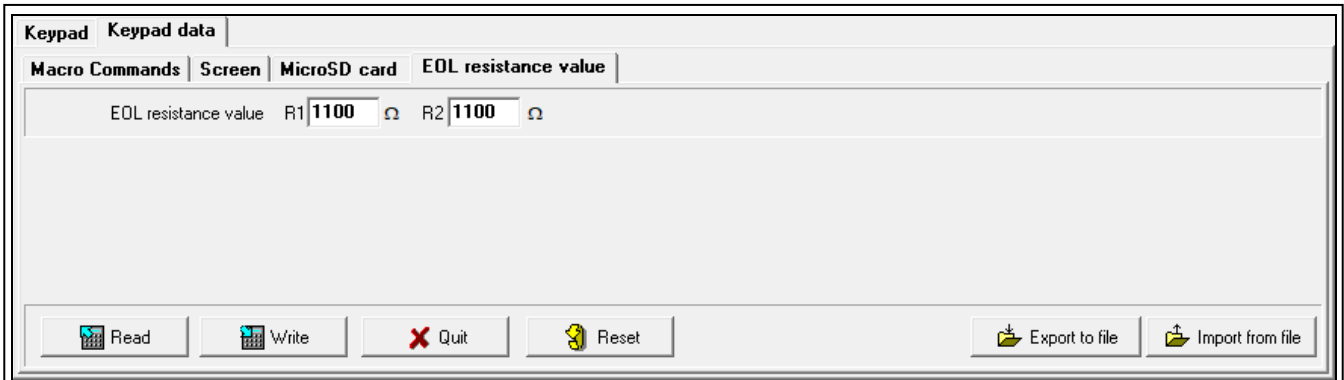 Keypad Keypad data
Macro Commands Screen MicroSD card EOL resistance value
EOL resistance value R1 1100 Ω R2 1100 Ω
Read Write Quit Reset Export to file Import from file